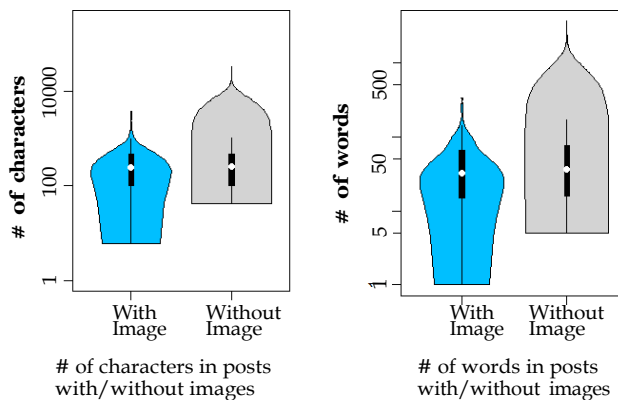 # of characters
10000
100
1
With
Image
Without
Image
# of characters in posts
with/without images
# of words
500
50
5
1
With
Image
Without
Image
# of words in posts
with/without images